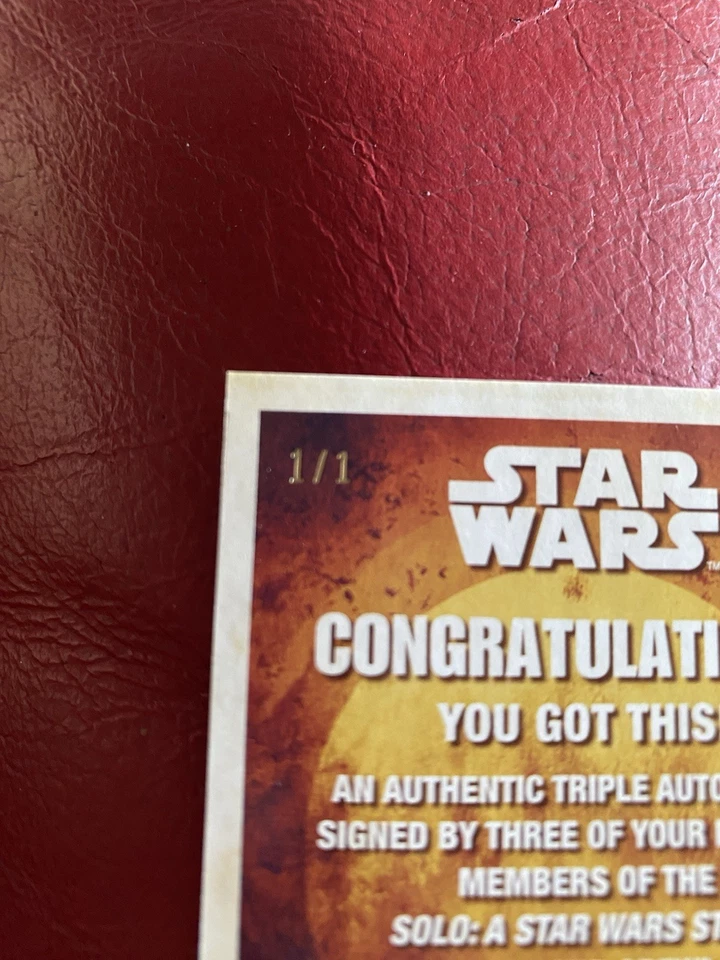 1/1
STAR
WARS
TM
CONGRATULATI
YOU GOT THIS
AN AUTHENTIC TRIPLE AUTO
SIGNED BY THREE OF YOUR
MEMBERS OF THE
SOLO: A STAR WARS ST